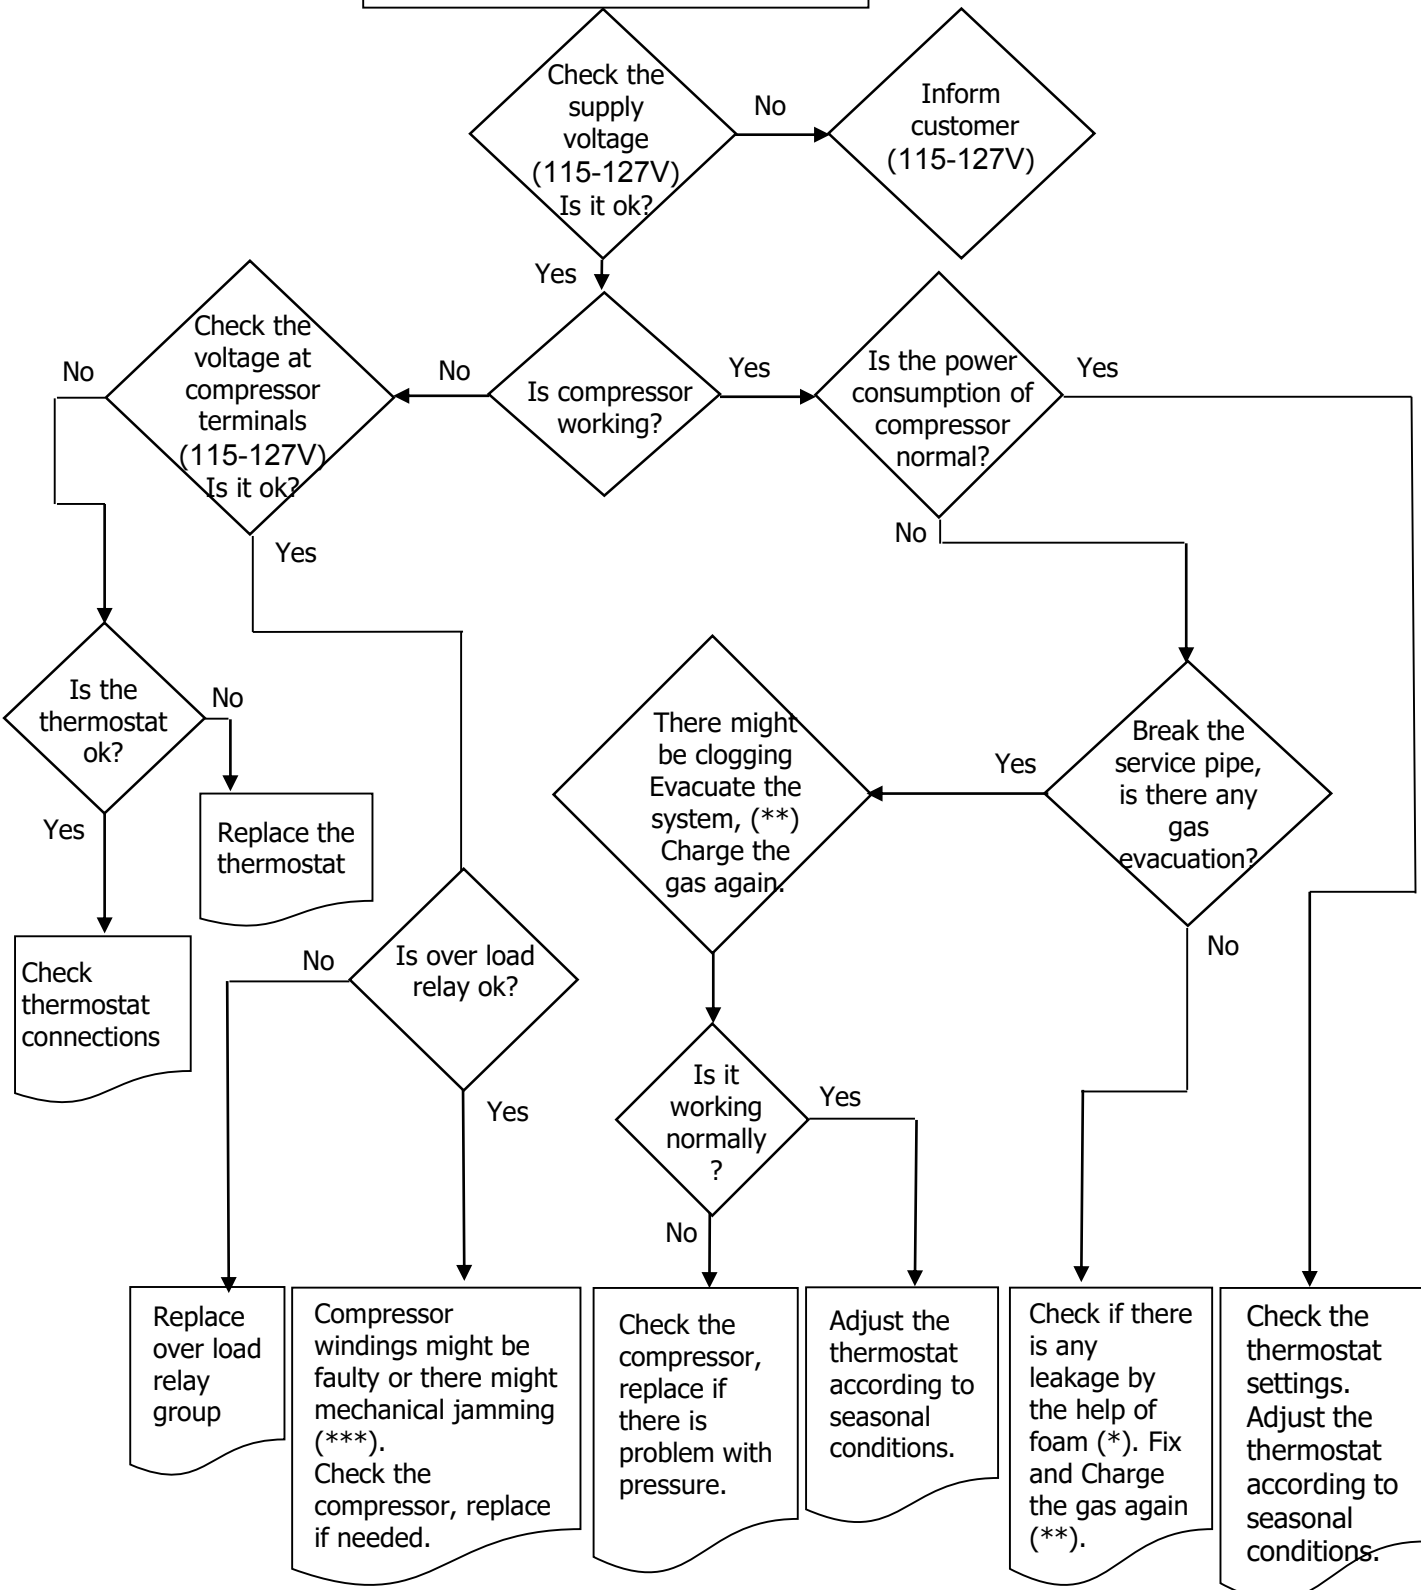 Check the
supply
voltage
(115-127V)
Is it ok?
No
Inform
customer
(115-127V)
Yes
Check the
voltage at
compressor
terminals
(115-127V)
Is it ok?
No
No
Is compressor
working?
Yes
Is the power
consumption of
compressor
normal?
Yes
Yes
No
Is the
thermostat
ok?
No
Yes
Replace the
thermostat
Check
thermostat
connections
There might
be clogging
Evacuate the
system, (**)
Charge the
gas again.
Yes
Break the
service pipe,
is there any
gas
evacuation?
No
No
Is over load
relay ok?
Yes
Is it
working
normally
?
Yes
No
Replace
over load
relay
group
Compressor
windings might be
faulty or there might
mechanical jamming
(***).
Check the
compressor, replace
if needed.
Check the
compressor,
replace if
there is
problem with
pressure.
Adjust the
thermostat
according to
seasonal
conditions.
Check if there
is any
leakage by
the help of
foam (*). Fix
and Charge
the gas again
(**).
Check the
thermostat
settings.
Adjust the
thermostat
according to
seasonal
conditions.